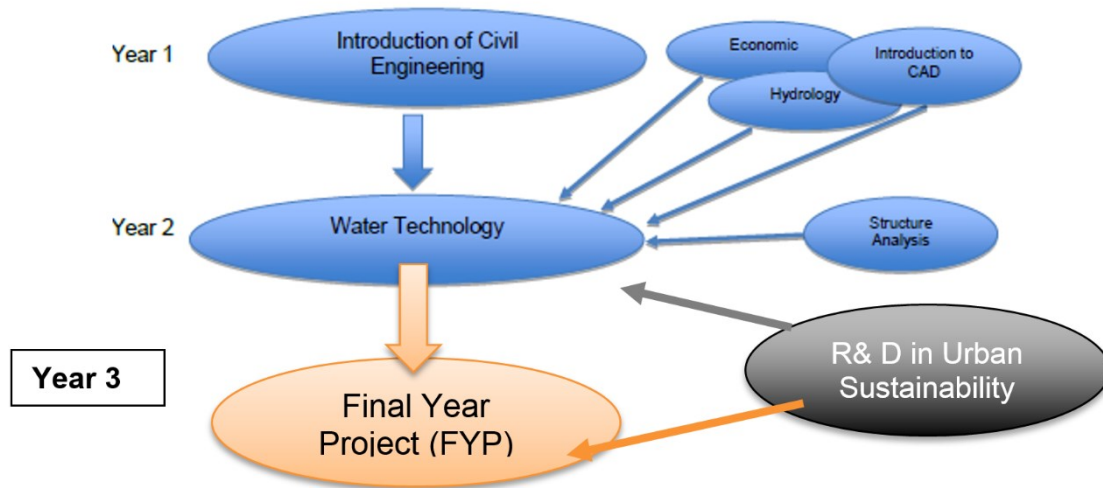 Year 1
Introduction of Civil
Engineering
Economic
Introduction to
CAD
Hydrology
Year 2
Water Technology
Structure
Analysis
R& D in Urban
Sustainability
Year 3
Final Year
Project (FYP)